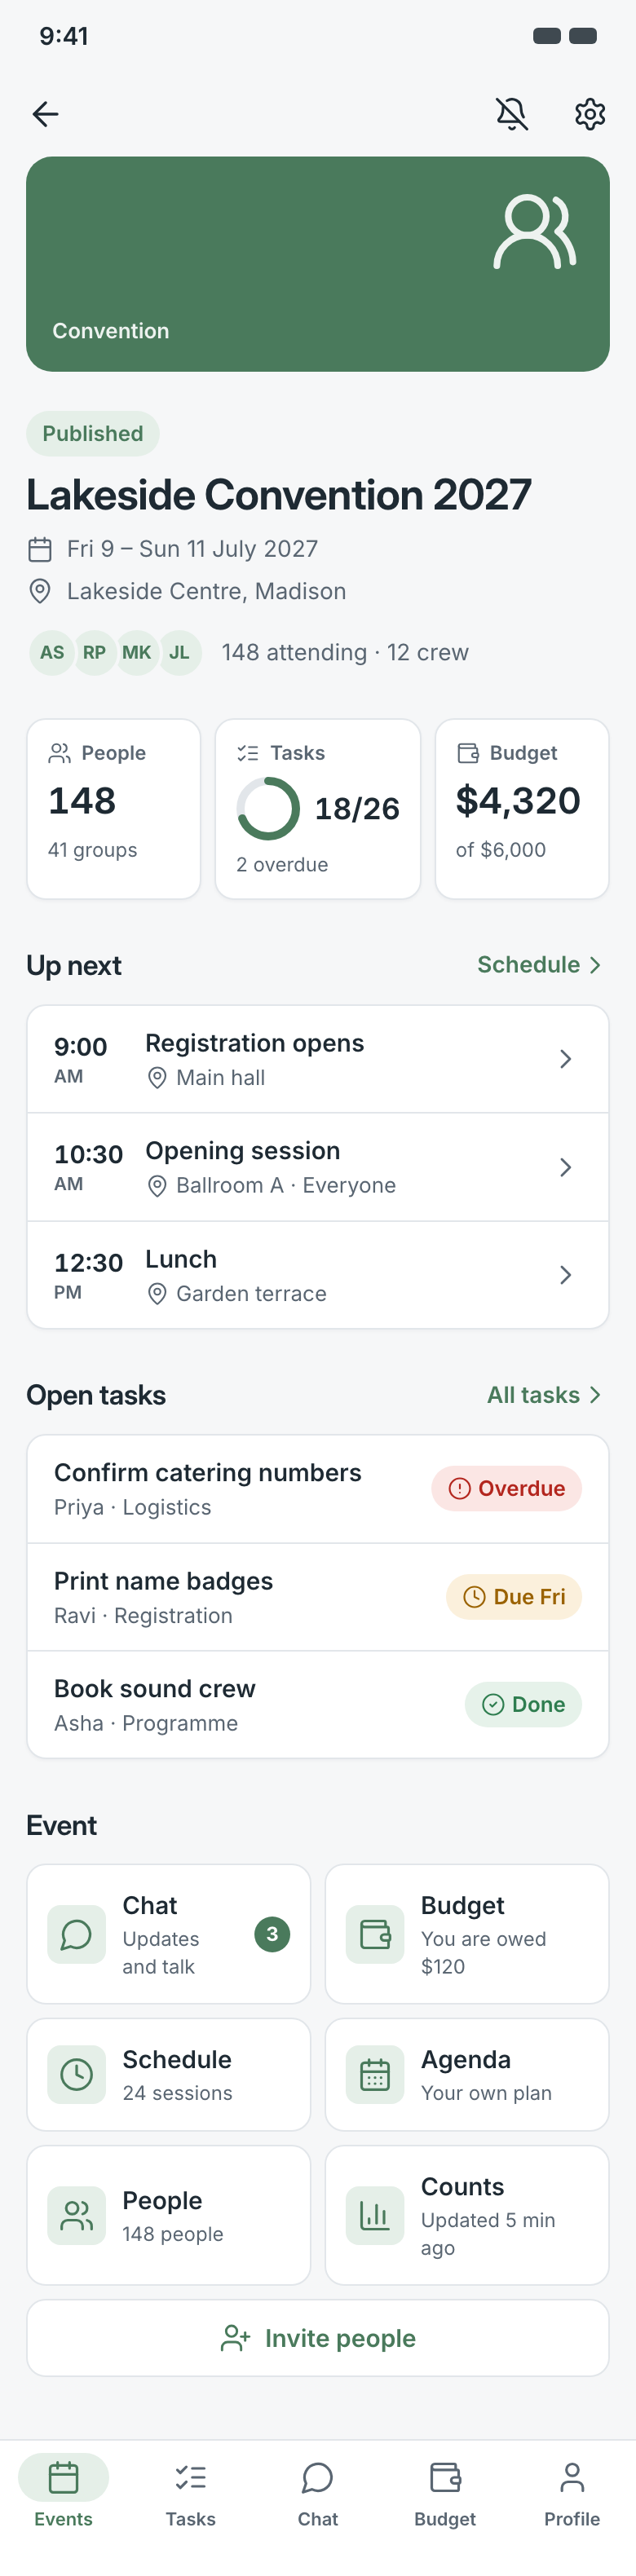 9:41
Convention
Published
Lakeside Convention 2027
Fri 9 – Sun 11 July 2027
Lakeside Centre, Madison
AS RP MK JL 148 attending · 12 crew
People
148
41 groups
Tasks
18/26
2 overdue
Budget
$4,320
of $6,000
Up next
Schedule
9:00 AM
Registration opens
Main hall
10:30 AM
Opening session
Ballroom A · Everyone
12:30 PM
Lunch
Garden terrace
Open tasks
All tasks
Confirm catering numbers
Priya · Logistics
Overdue
Print name badges
Ravi · Registration
Due Fri
Book sound crew
Asha · Programme
Done
Event
Chat
Updates
and talk
3
Budget
You are owed
$120
Schedule
24 sessions
Agenda
Your own plan
People
148 people
Counts
Updated 5 min
ago
Invite people
Events
Tasks
Chat
Budget
Profile